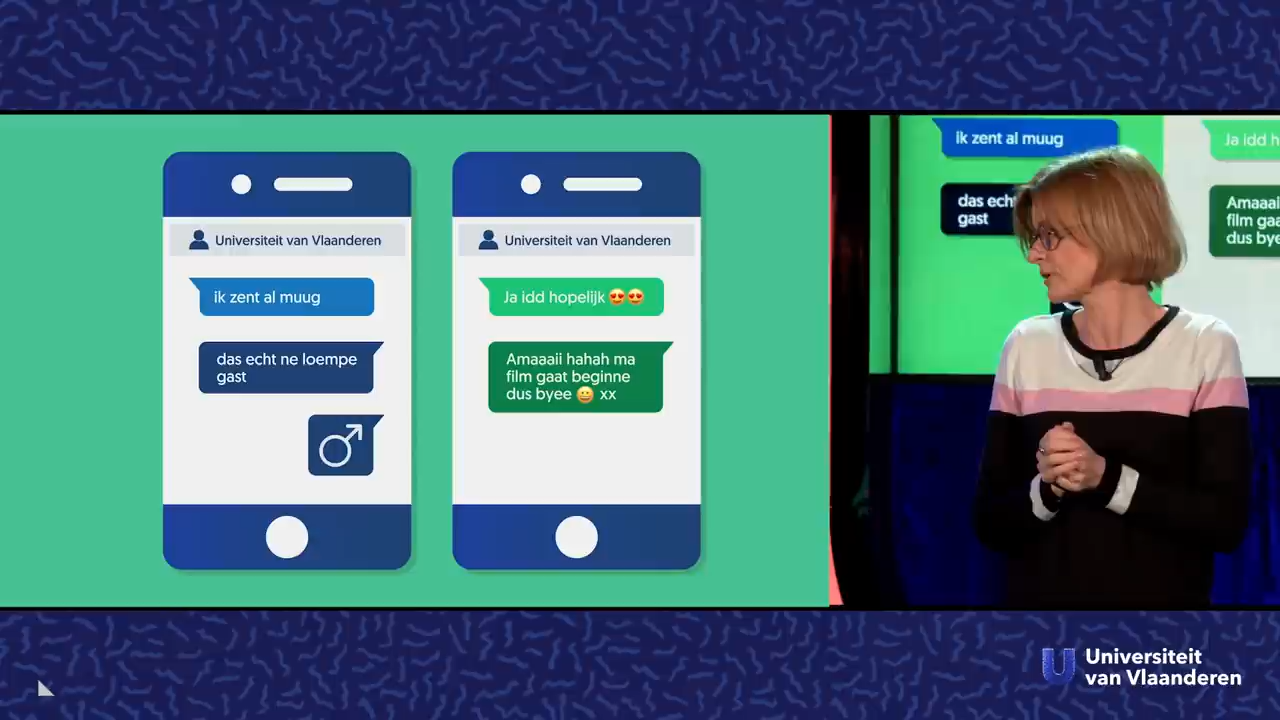 Universiteit van Vlaanderen
ik zent al muug
das echt ne loempe
gast
Universiteit van Vlaanderen
Ja idd hopelijk 😍😍
Amaaaii hahah ma
film gaat beginne
dus byee 😀 xx
ik zent al muug
das echt
gast
Ja idd h
Amaaai
film gaa
dus bye
Universiteit
van Vlaanderen